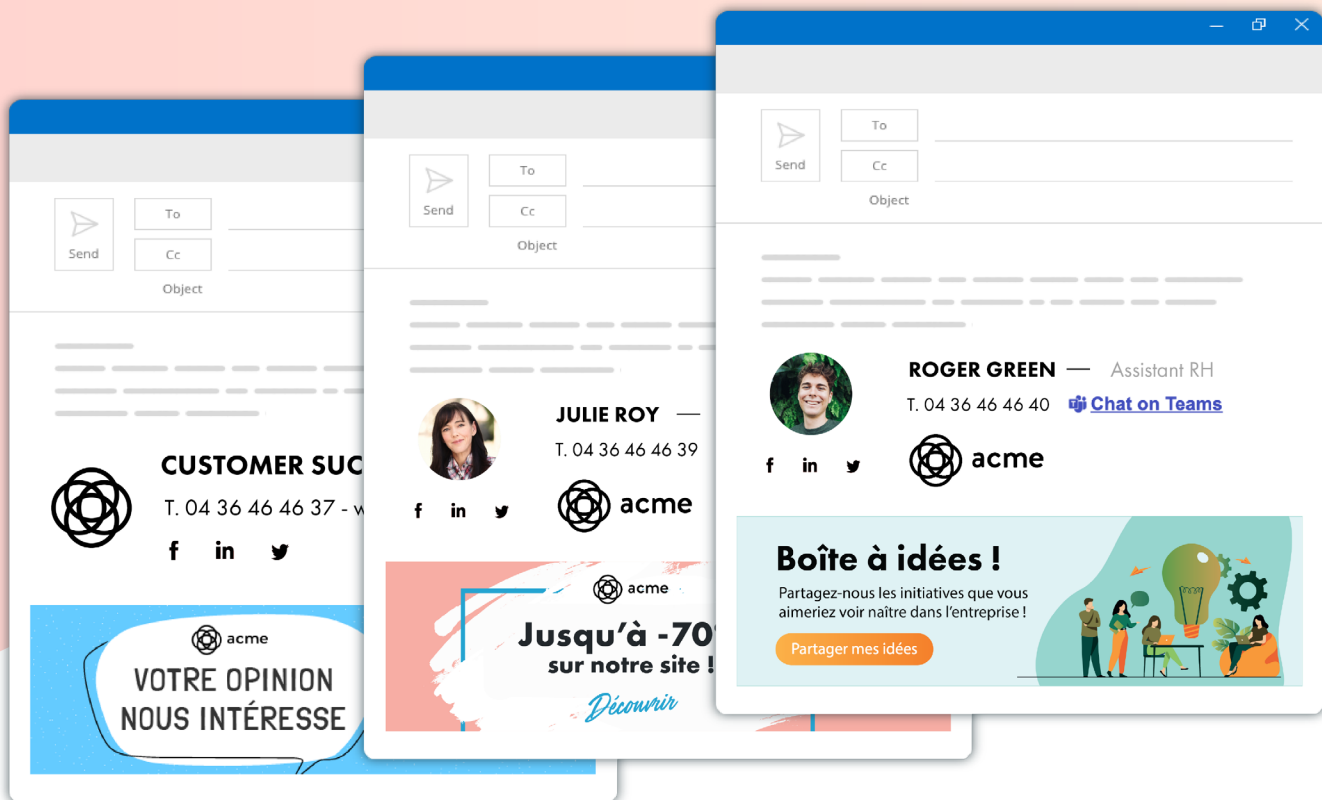 To
Send
Cc
Object
CUSTOMER SUC
T. 04 36 46 46 37 - w
f in
acme
VOTRE OPINION
NOUS INTÉRESSE
To
Send
Cc
Object
JULIE ROY —
T. 04 36 46 46 39
f in
acme
acme
Jusqu'à -70
sur notre site !
Découvrir
To
Send
Cc
Object
ROGER GREEN — Assistant RH
T. 04 36 46 46 40 Chat on Teams
f in
acme
Boîte à idées !
Partagez-nous les initiatives que vous
aimeriez voir naître dans l'entreprise !
Partager mes idées